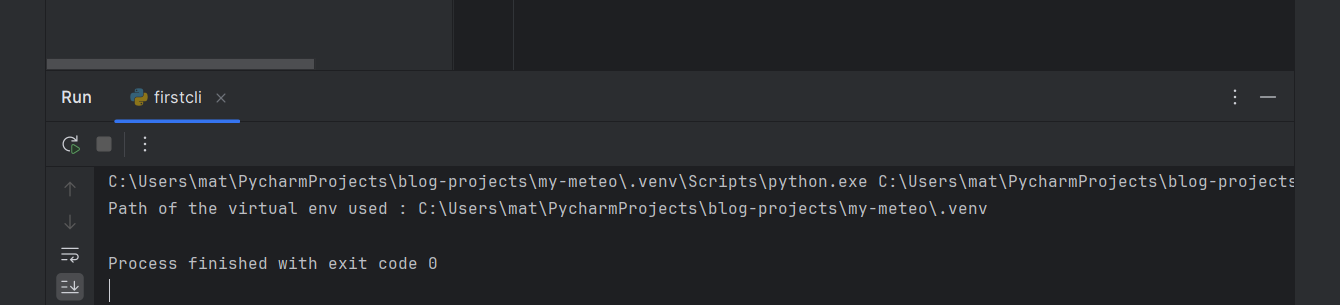 Run
firstcli
C:\Users\mat\PycharmProjects\blog-projects\my-meteo\.venv\Scripts\python.exe C:\Users\mat\PycharmProjects\blog-projects
Path of the virtual env used : C:\Users\mat\PycharmProjects\blog-projects\my-meteo\.venv
Process finished with exit code 0